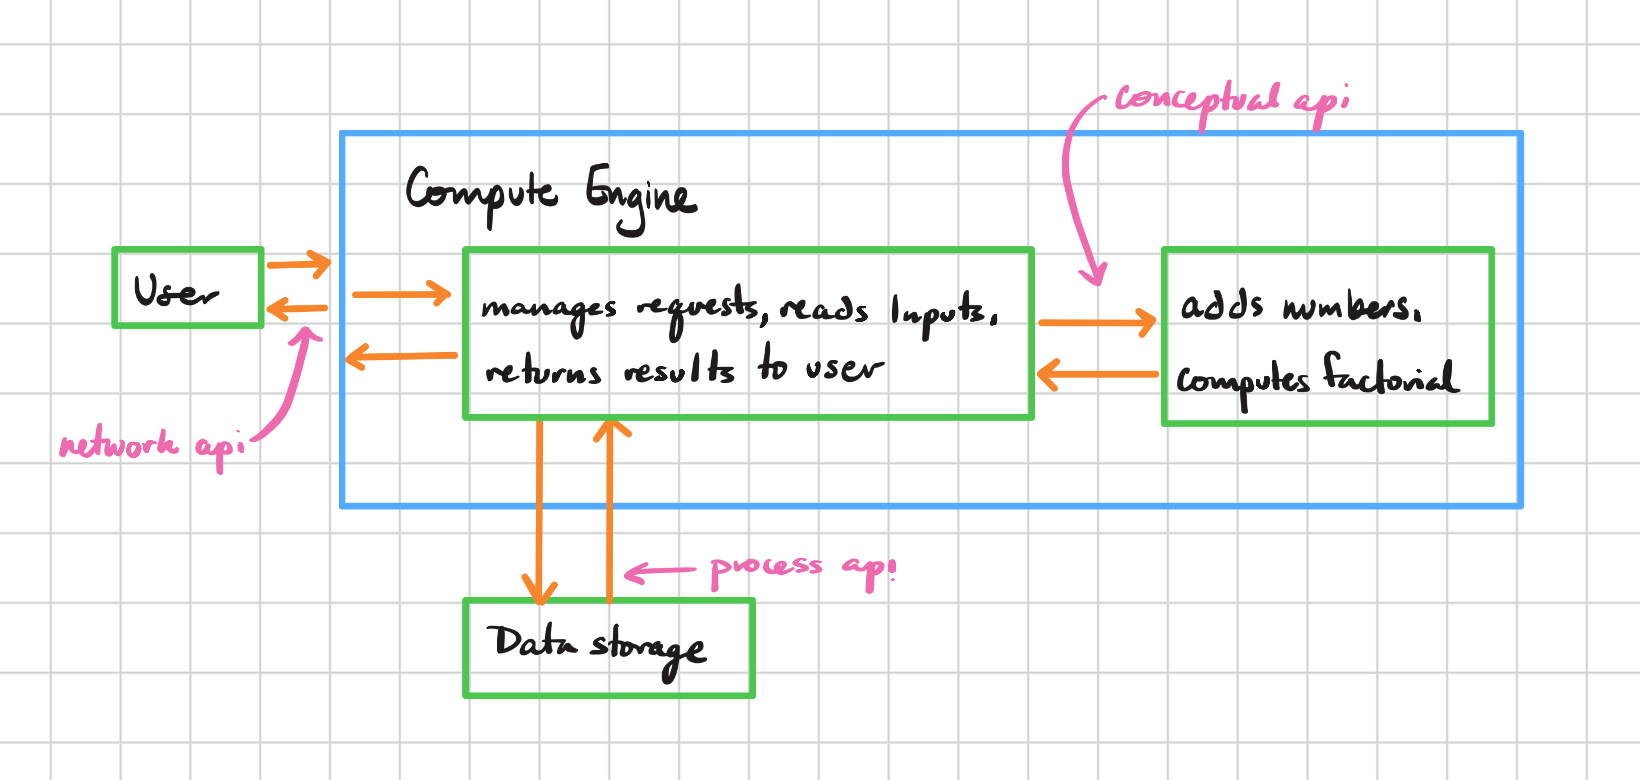 conceptual api
Compute Engine
User
manages requests, reads Inputs,
returns results to user
adds numbers.
computes factorial
network api
process api
Data storage